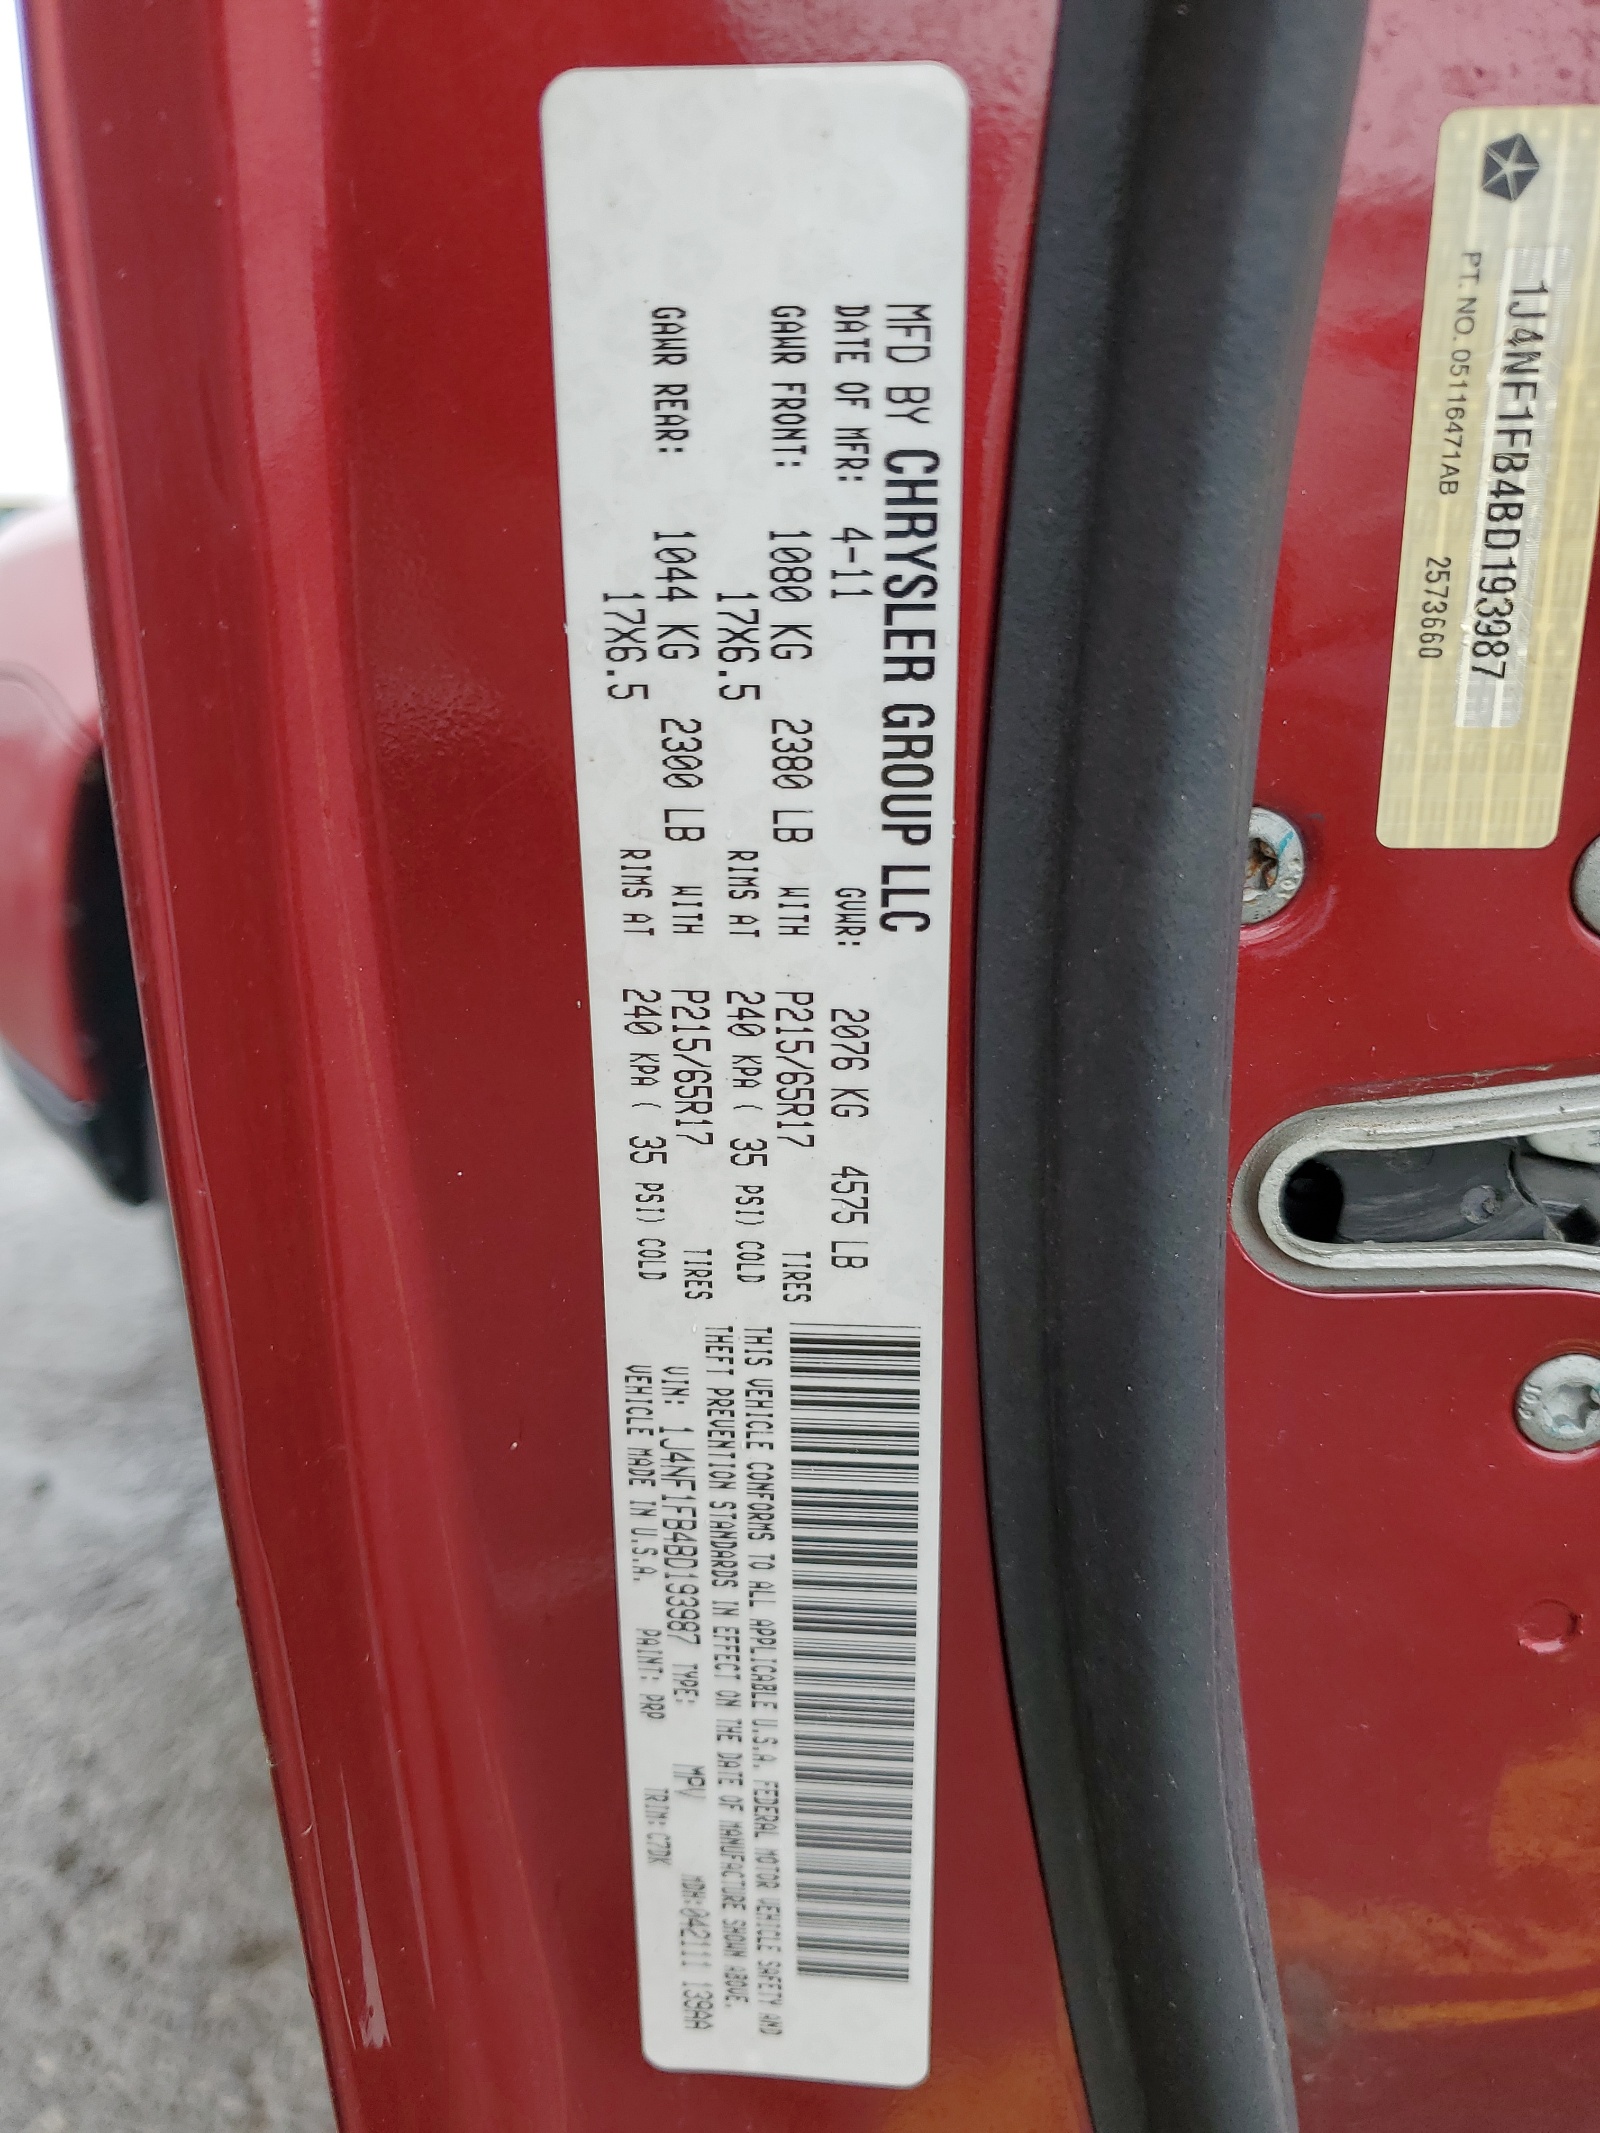 MFD BY CHRYSLER GROUP LLC
DATE OF MFR: 4-11 GVWR: 2076 KG 4575 LB
GAWR FRONT: 1080 KG 2380 LB WITH P215/65R17 TIRES
17X6.5 RIMS AT 240 KPA ( 35 PSI) COLD
GAWR REAR: 1044 KG 2300 LB WITH P215/65R17 TIRES
17X6.5 RIMS AT 240 KPA ( 35 PSI) COLD
THIS VEHICLE CONFORMS TO ALL APPLICABLE U.S.A. FEDERAL MOTOR VEHICLE SAFETY AND
THEFT PREVENTION STANDARDS IN EFFECT ON THE DATE OF MANUFACTURE SHOWN ABOVE.
VIN: 1J4NF1FB4BD193987 TYPE: MPV MDH:042111 139AA
VEHICLE MADE IN U.S.A. PAINT: PRP TRIM: C7DK
1J4NF1FB4BD193987
PT. NO. 05116471AB 2573660